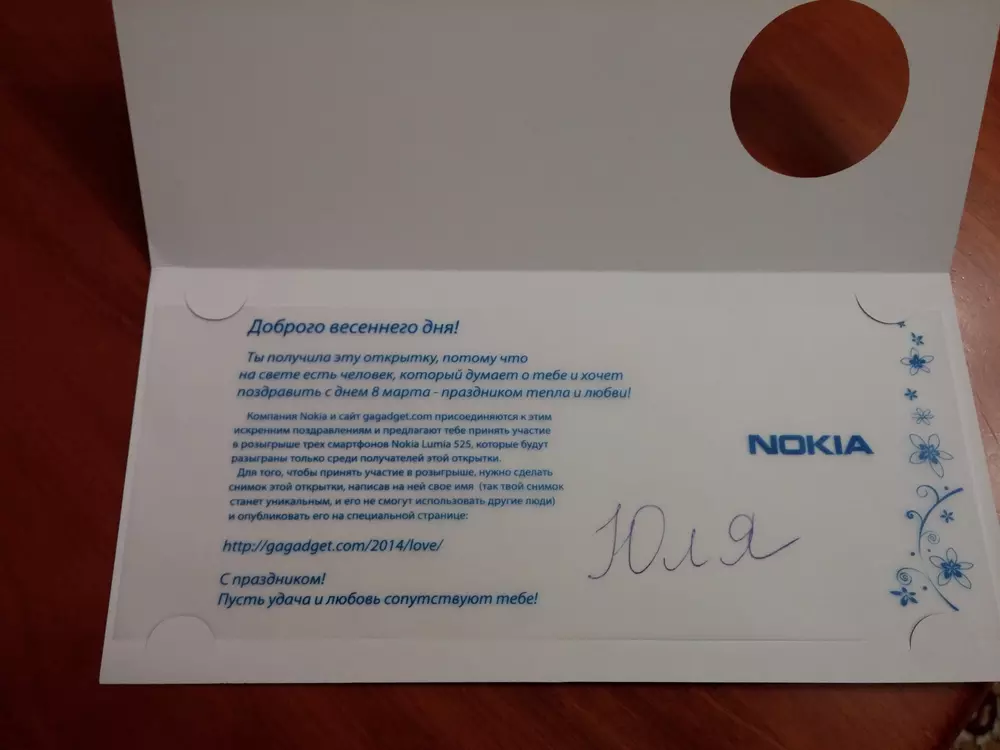 Доброго весеннего дня!
Ты получила эту открытку, потому что
на свете есть человек, который думает о тебе и хочет
поздравить с днем 8 марта - праздником тепла и любви!
Компания Nokia и сайт gagadget.com присоединяются к этим
искренним поздравлениям и предлагают тебе принять участие
в розыгрыше трех смартфонов Nokia Lumia 525, которые будут
разыграны только среди получателей этой открытки.
Для того, чтобы принять участие в розыгрыше, нужно сделать
снимок этой открытки, написав на ней свое имя (так твой снимок
станет уникальным, и его не смогут использовать другие люди)
и опубликовать его на специальной странице:
http://gagadget.com/2014/love/
С праздником!
Пусть удача и любовь сопутствуют тебе!
NOKIA
Юля